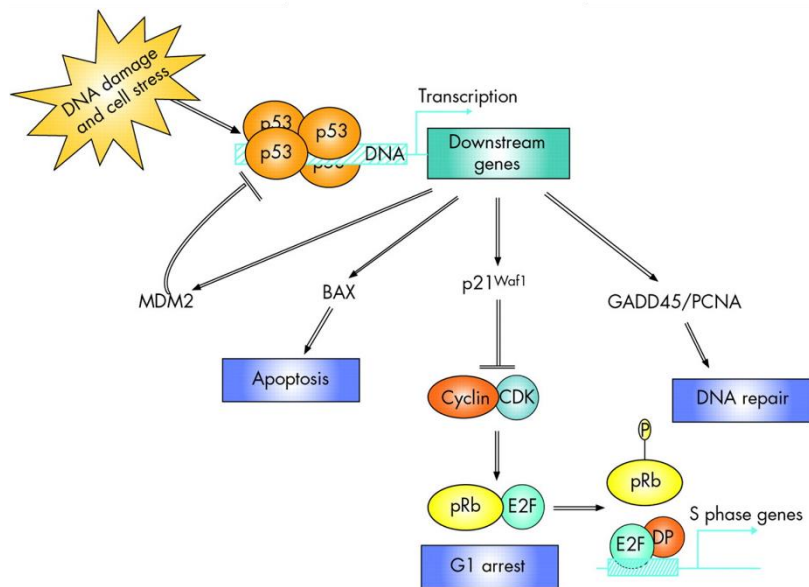 DNA damage
and cell stress
p53
p53
p53
p53
DNA
Transcription
Downstream
genes
MDM2
BAX
p21Waf1
GADD45/PCNA
Apoptosis
Cyclin
CDK
DNA repair
P
pRb
pRb
E2F
S phase genes
E2F
DP
G1 arrest